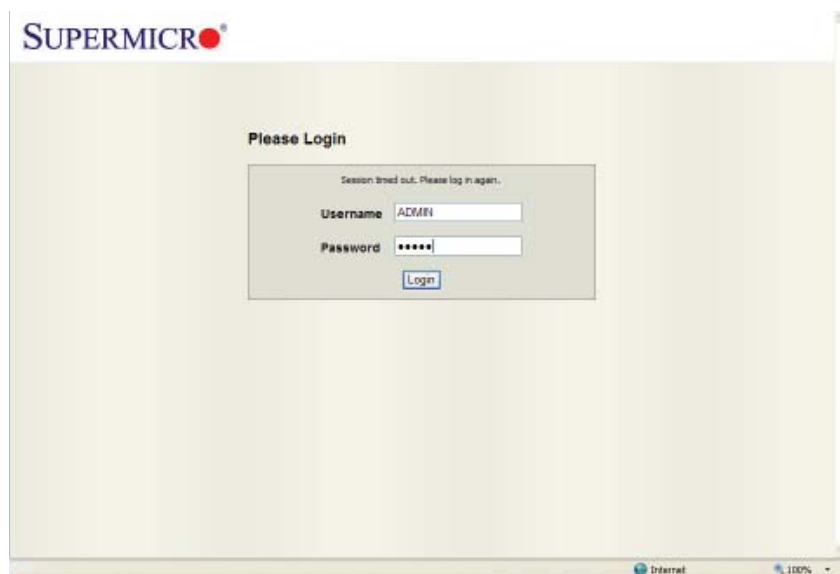 SUPERMICRO®
Please Login
Session timed out. Please log in again.
Username ADMIN
Password •••••
Login
Internet 100%